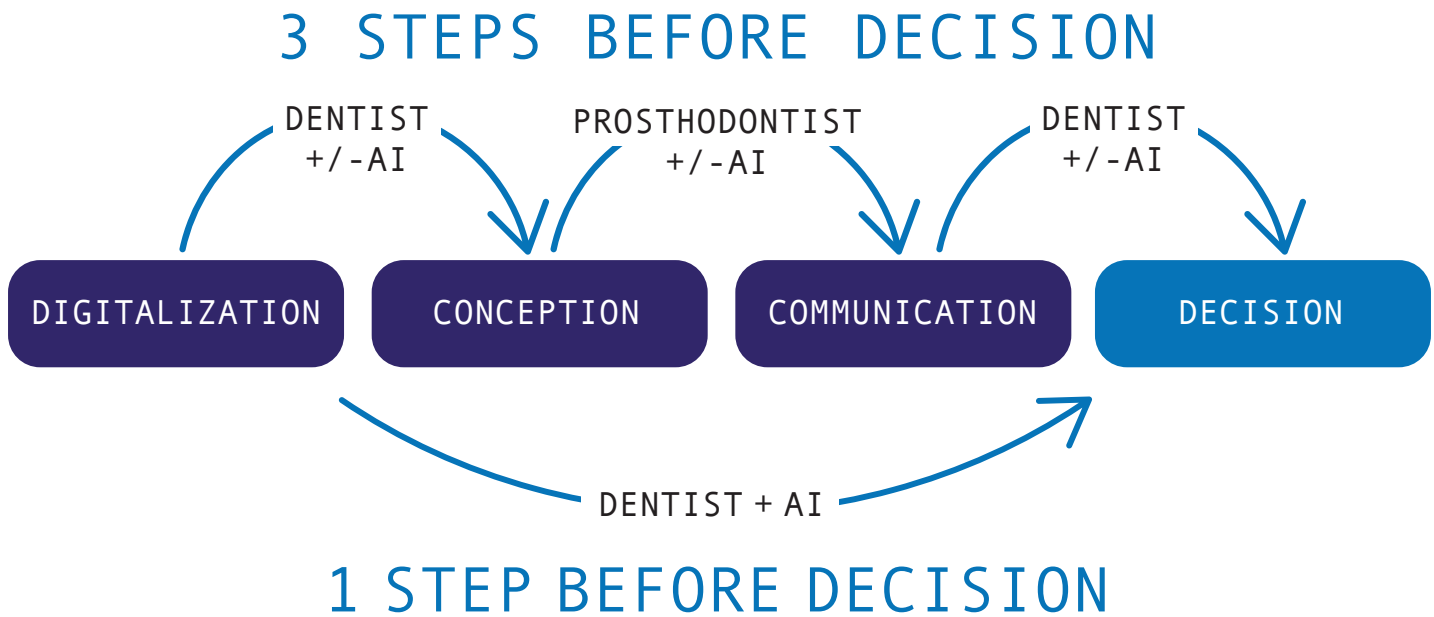 3 STEPS BEFORE DECISION
DENTIST
+/-AI
PROSTHODONTIST
+/-AI
DENTIST
+/-AI
DIGITALIZATION
CONCEPTION
COMMUNICATION
DECISION
DENTIST + AI
1 STEP BEFORE DECISION